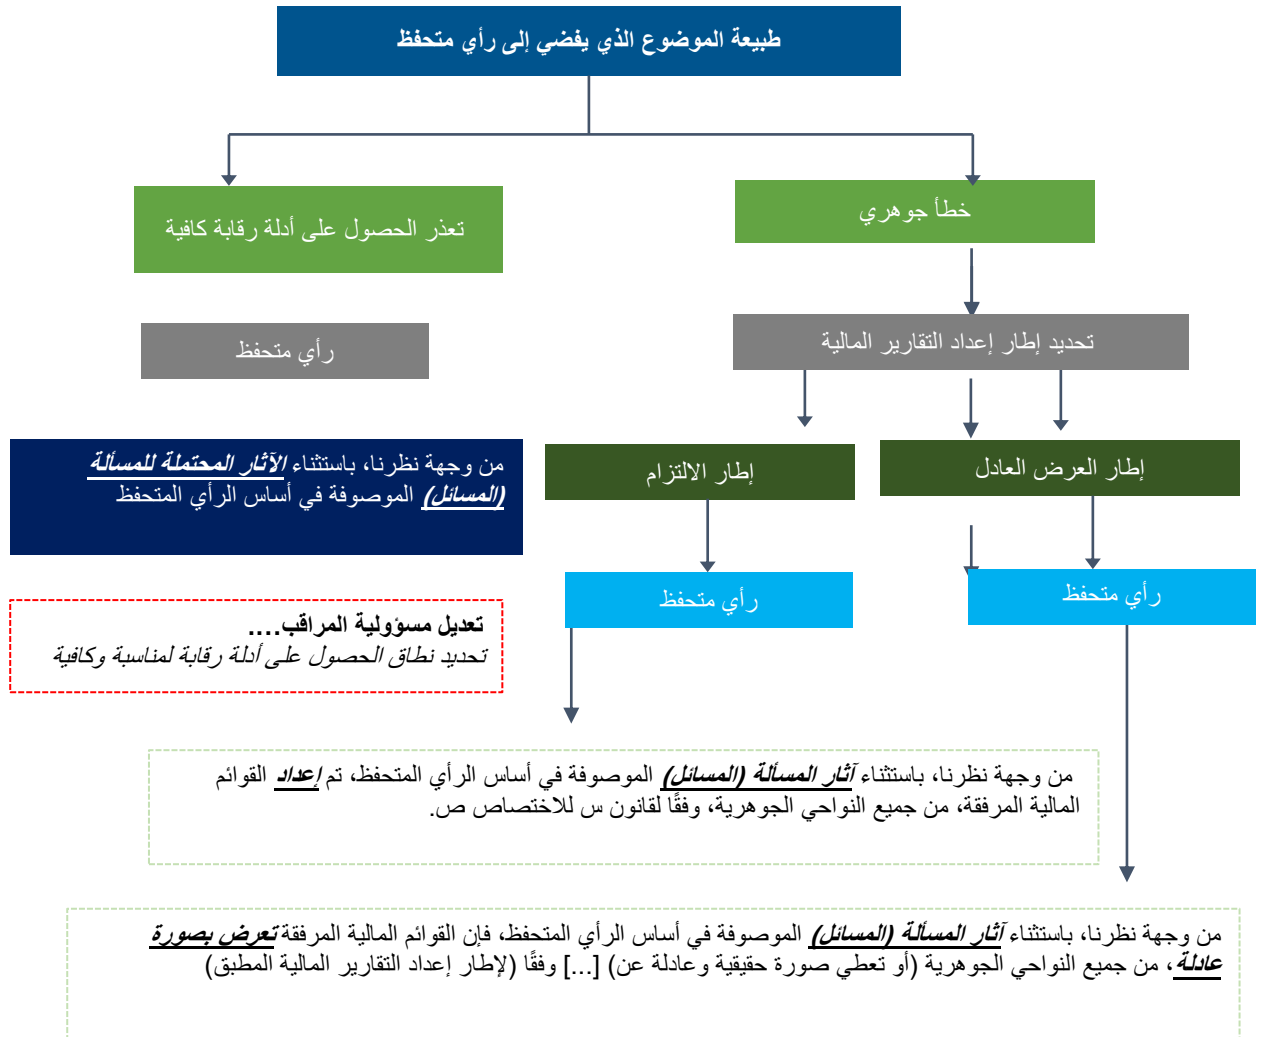 طبيعة الموضوع الذي يفضي إلى رأي متحفظ
خطأ جوهري
تعذر الحصول على أدلة رقابة كافية
تحديد إطار إعداد التقارير المالية
رأي متحفظ
إطار العرض العادل
إطار الالتزام
من وجهة نظرنا، باستثناء الآثار المحتملة للمسألة
(المسائل) الموصوفة في أساس الرأي المتحفظ
رأي متحفظ
رأي متحفظ
تعديل مسؤولية المراقب....
تحديد نطاق الحصول على أدلة رقابة لمناسبة وكافية
من وجهة نظرنا، باستثناء آثار المسألة (المسائل) الموصوفة في أساس الرأي المتحفظ، تم إعداد القوائم
المالية المرفقة، من جميع النواحي الجوهرية، وفقًا لقانون س للاختصاص ص.
من وجهة نظرنا، باستثناء آثار المسألة (المسائل) الموصوفة في أساس الرأي المتحفظ، فإن القوائم المالية المرفقة تعرض بصورة
عادلة، من جميع النواحي الجوهرية (أو تعطي صورة حقيقية وعادلة عن) [...] وفقًا (لإطار إعداد التقارير المالية المطبق)